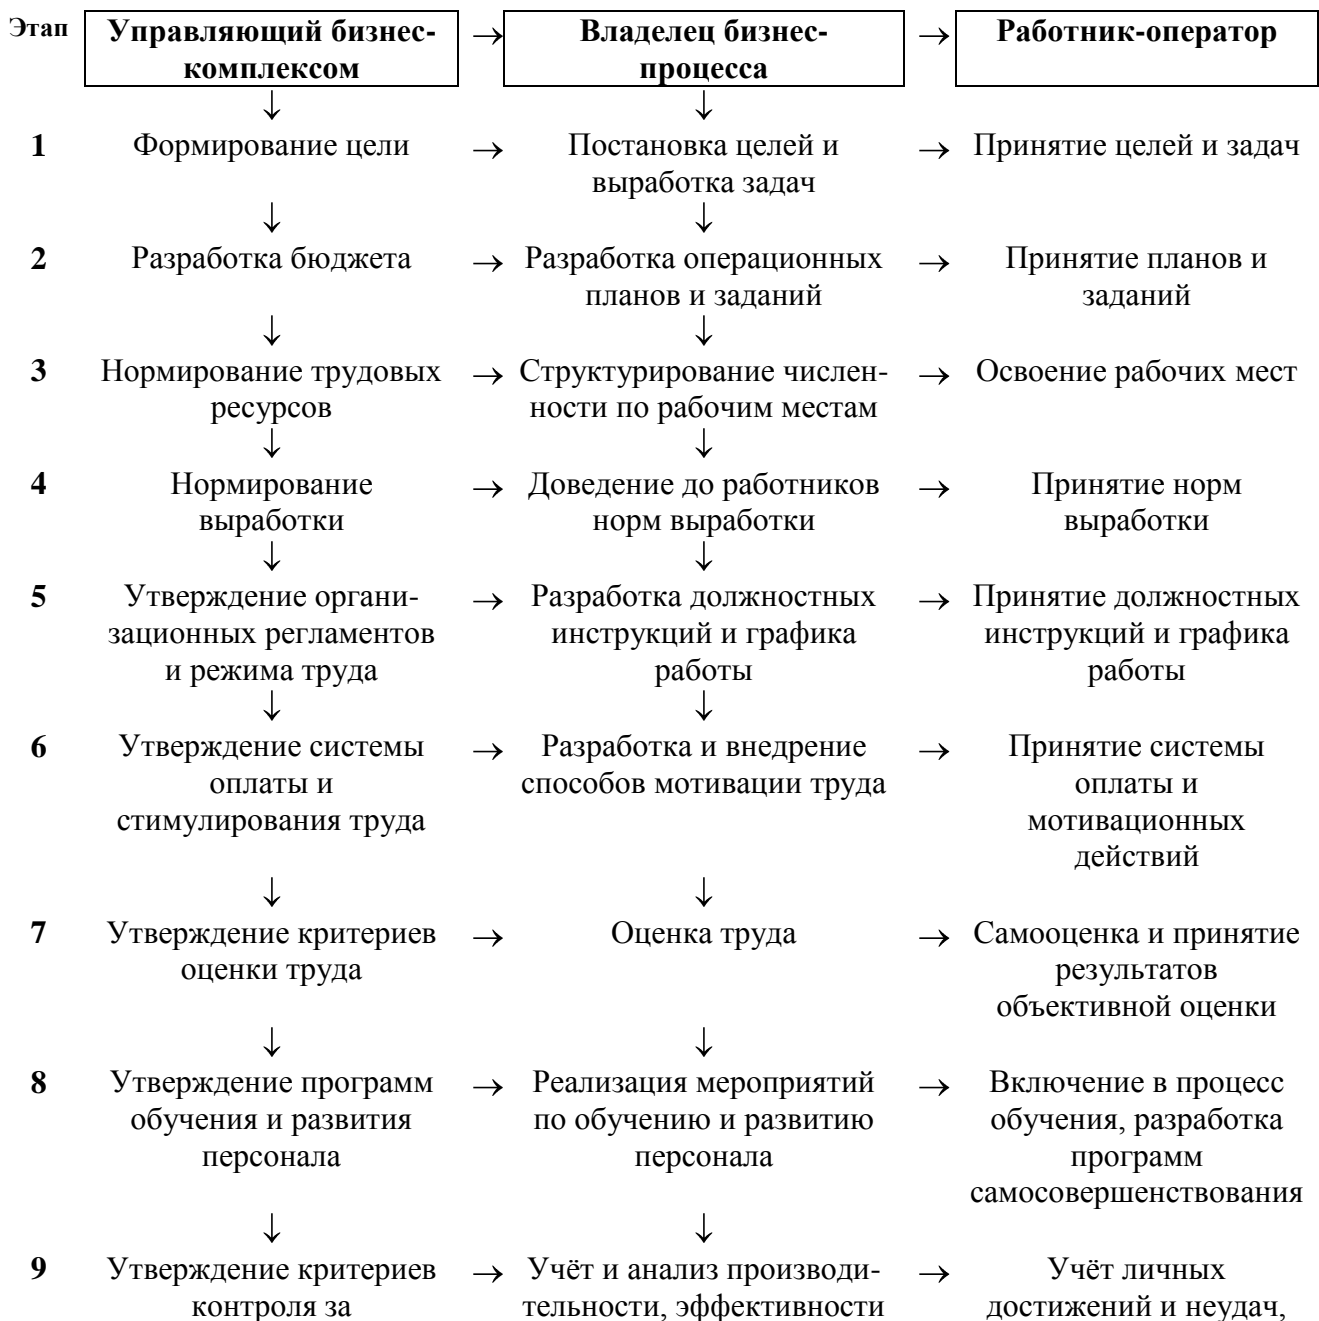 Этап Управляющий бизнес- → Владелец бизнес- → Работник-оператор
комплексом процесса
↓ ↓
1 Формирование цели → Постановка целей и → Принятие целей и задач
выработка задач
↓ ↓
2 Разработка бюджета → Разработка операционных → Принятие планов и
планов и заданий заданий
↓ ↓
3 Нормирование трудовых → Структурирование числен- → Освоение рабочих мест
ресурсов ности по рабочим местам
↓ ↓
4 Нормирование → Доведение до работников → Принятие норм
выработки норм выработки выработки
↓ ↓
5 Утверждение органи- → Разработка должностных → Принятие должностных
зационных регламентов инструкций и графика инструкций и графика
и режима труда работы работы
↓ ↓
6 Утверждение системы → Разработка и внедрение → Принятие системы
оплаты и способов мотивации труда оплаты и
стимулирования труда мотивационных
действий
↓ ↓
7 Утверждение критериев → Оценка труда → Самооценка и принятие
оценки труда результатов
объективной оценки
↓ ↓
8 Утверждение программ → Реализация мероприятий → Включение в процесс
обучения и развития по обучению и развитию обучения, разработка
персонала персонала программ
самосовершенствования
↓ ↓
9 Утверждение критериев → Учёт и анализ производи- → Учёт личных
контроля за тельности, эффективности достижений и неудач,